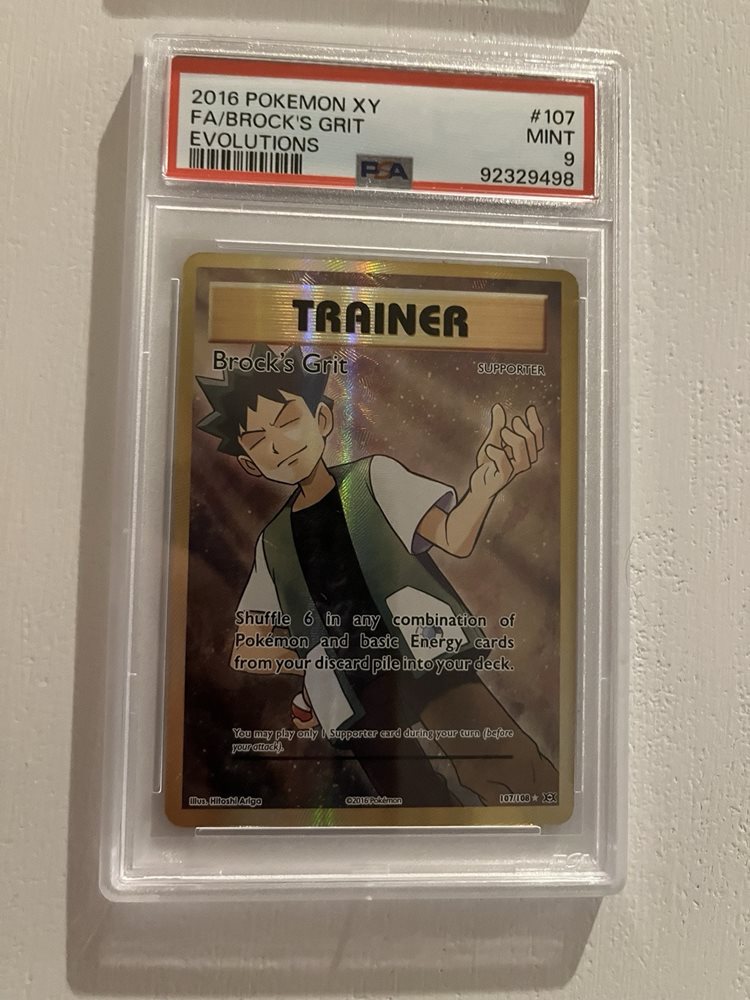 2016 POKEMON XY
#107
FA/BROCK'S GRIT
MINT
EVOLUTIONS
9
PSA
92329498
TRAINER
Brock's Grit
SUPPORTER
Shuffle 6 in any combination of
Pokémon and basic Energy cards
from your discard pile into your deck.
You may play only 1 Supporter card during your turn (before
your attack).
Illus. Hitoshi Ariga
©2016 Pokémon
107/108
PSA